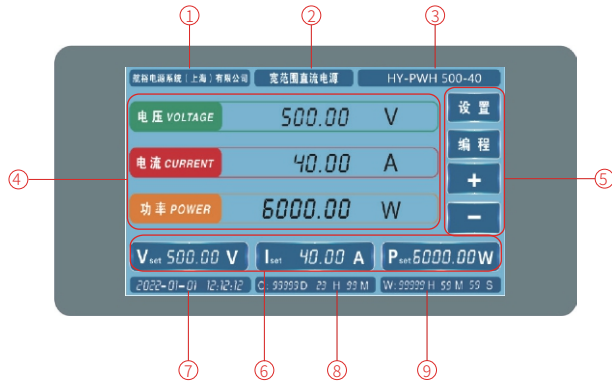 ① ② ③
航裕电源系统(上海)有限公司 宽范围直流电源 HY-PWH 500-40
电压 VOLTAGE 500.00 V
设置
电流 CURRENT 40.00 A
编程
④ ⑤
+
功率 POWER 6000.00 W
−
Vset 500.00 V Iset 40.00 A Pset 6000.00W
2022-01-01 12:12:12 C: 99999D 23 H 99 M W: 99999 H 59 M 59 S
⑦ ⑥ ⑧ ⑨